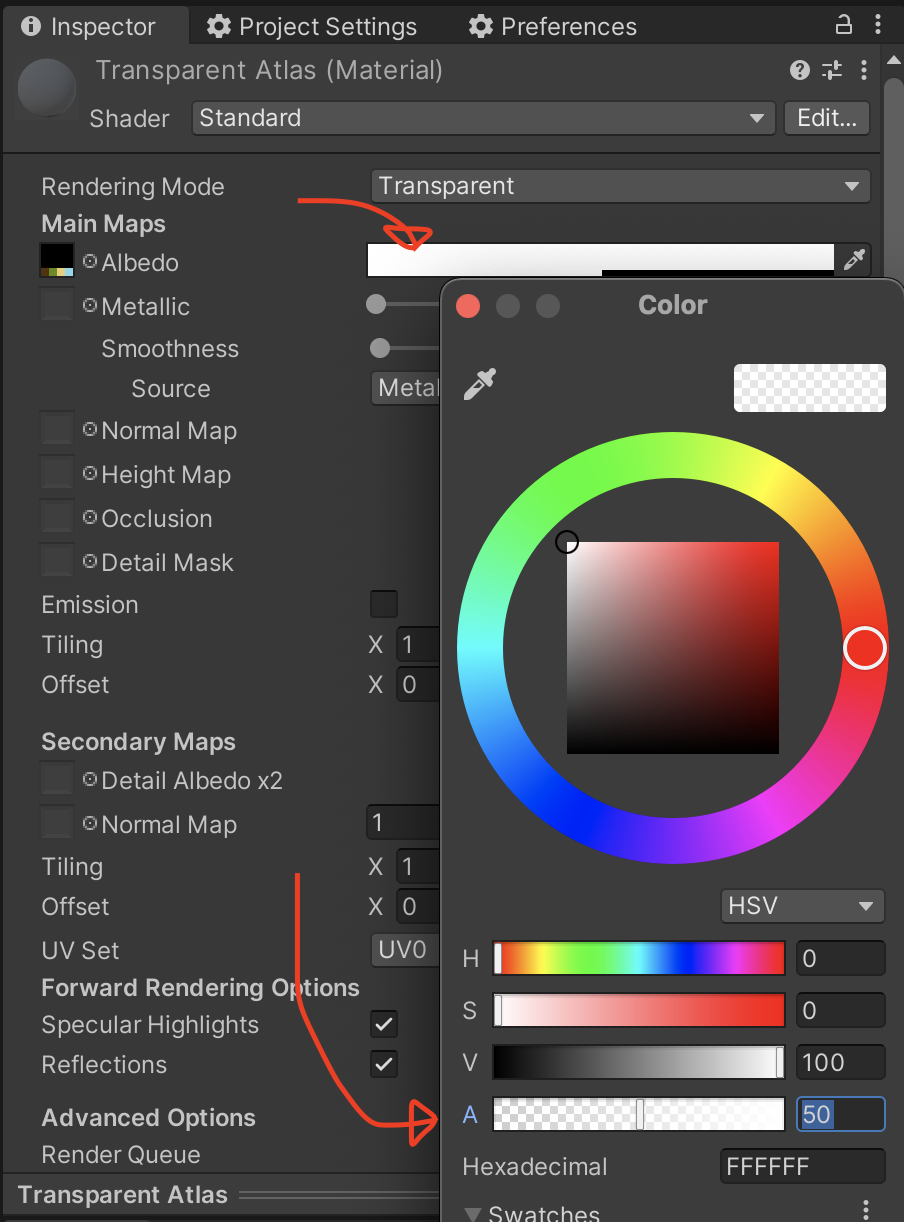 Inspector Project Settings Preferences
Transparent Atlas (Material)
Shader Standard Edit...
Rendering Mode Transparent
Main Maps
Albedo
Metallic
Smoothness
Source
Normal Map
Height Map
Occlusion
Detail Mask
Emission
Tiling X 1
Offset X 0
Secondary Maps
Detail Albedo x2
Normal Map 1
Tiling X 1
Offset X 0
UV Set UV0
Forward Rendering Options
Specular Highlights
Reflections
Advanced Options
Render Queue
Transparent Atlas
Color
HSV
H 0
S 0
V 100
A 50
Hexadecimal FFFFFF
Swatches